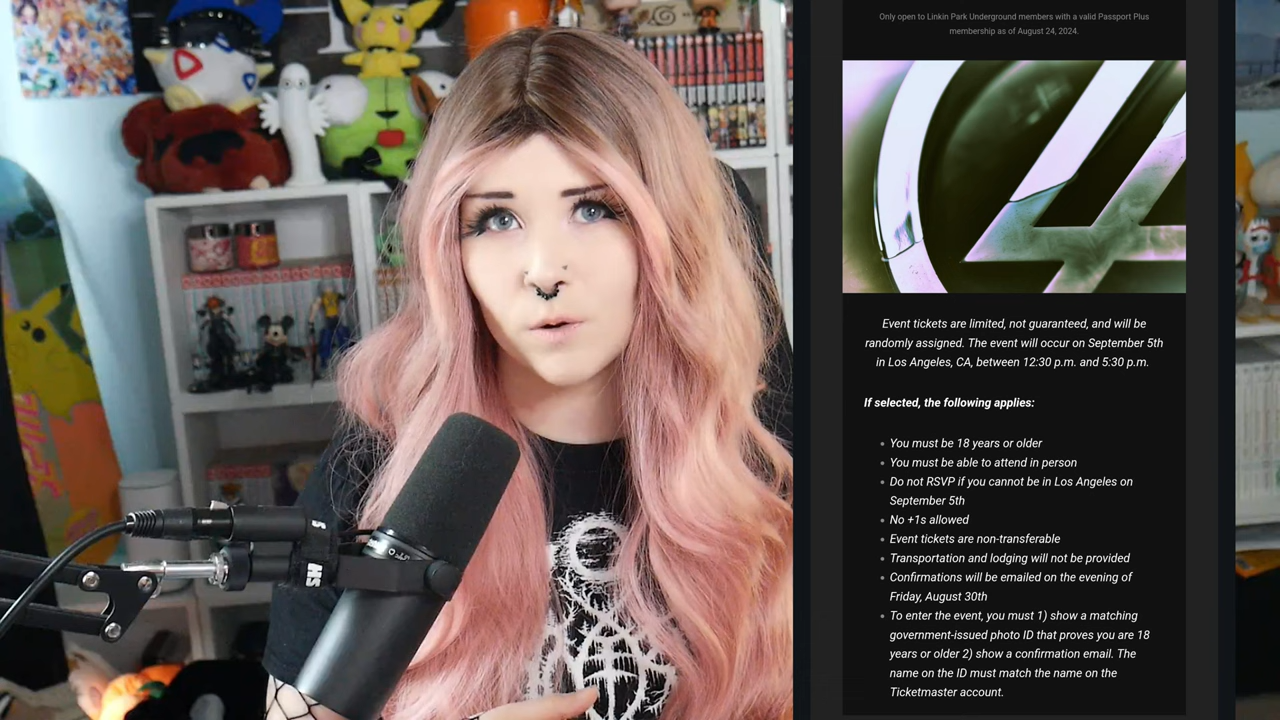 Only open to Linkin Park Underground members with a valid Passport Plus
membership as of August 24, 2024.
Event tickets are limited, not guaranteed, and will be
randomly assigned. The event will occur on September 5th
in Los Angeles, CA, between 12:30 p.m. and 5:30 p.m.
If selected, the following applies:
You must be 18 years or older
You must be able to attend in person
Do not RSVP if you cannot be in Los Angeles on
September 5th
No +1s allowed
Event tickets are non-transferable
Transportation and lodging will not be provided
Confirmations will be emailed on the evening of
Friday, August 30th
To enter the event, you must 1) show a matching
government-issued photo ID that proves you are 18
years or older 2) show a confirmation email. The
name on the ID must match the name on the
Ticketmaster account.